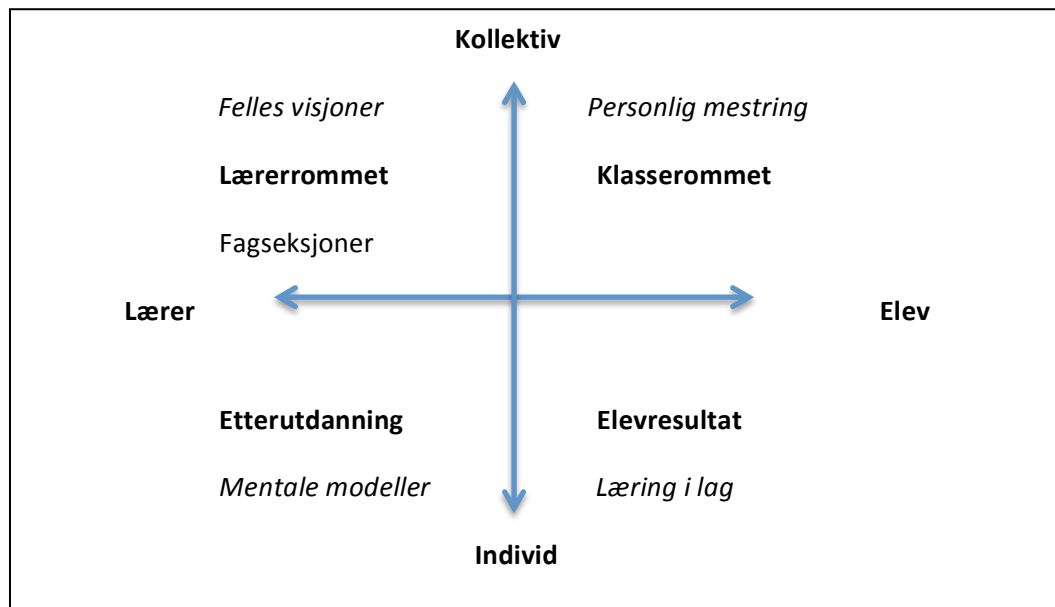 Kollektiv
Felles visjoner
Personlig mestring
Lærerrommet
Klasserommet
Fagseksjoner
Lærer
Elev
Etterutdanning
Elevresultat
Mentale modeller
Læring i lag
Individ